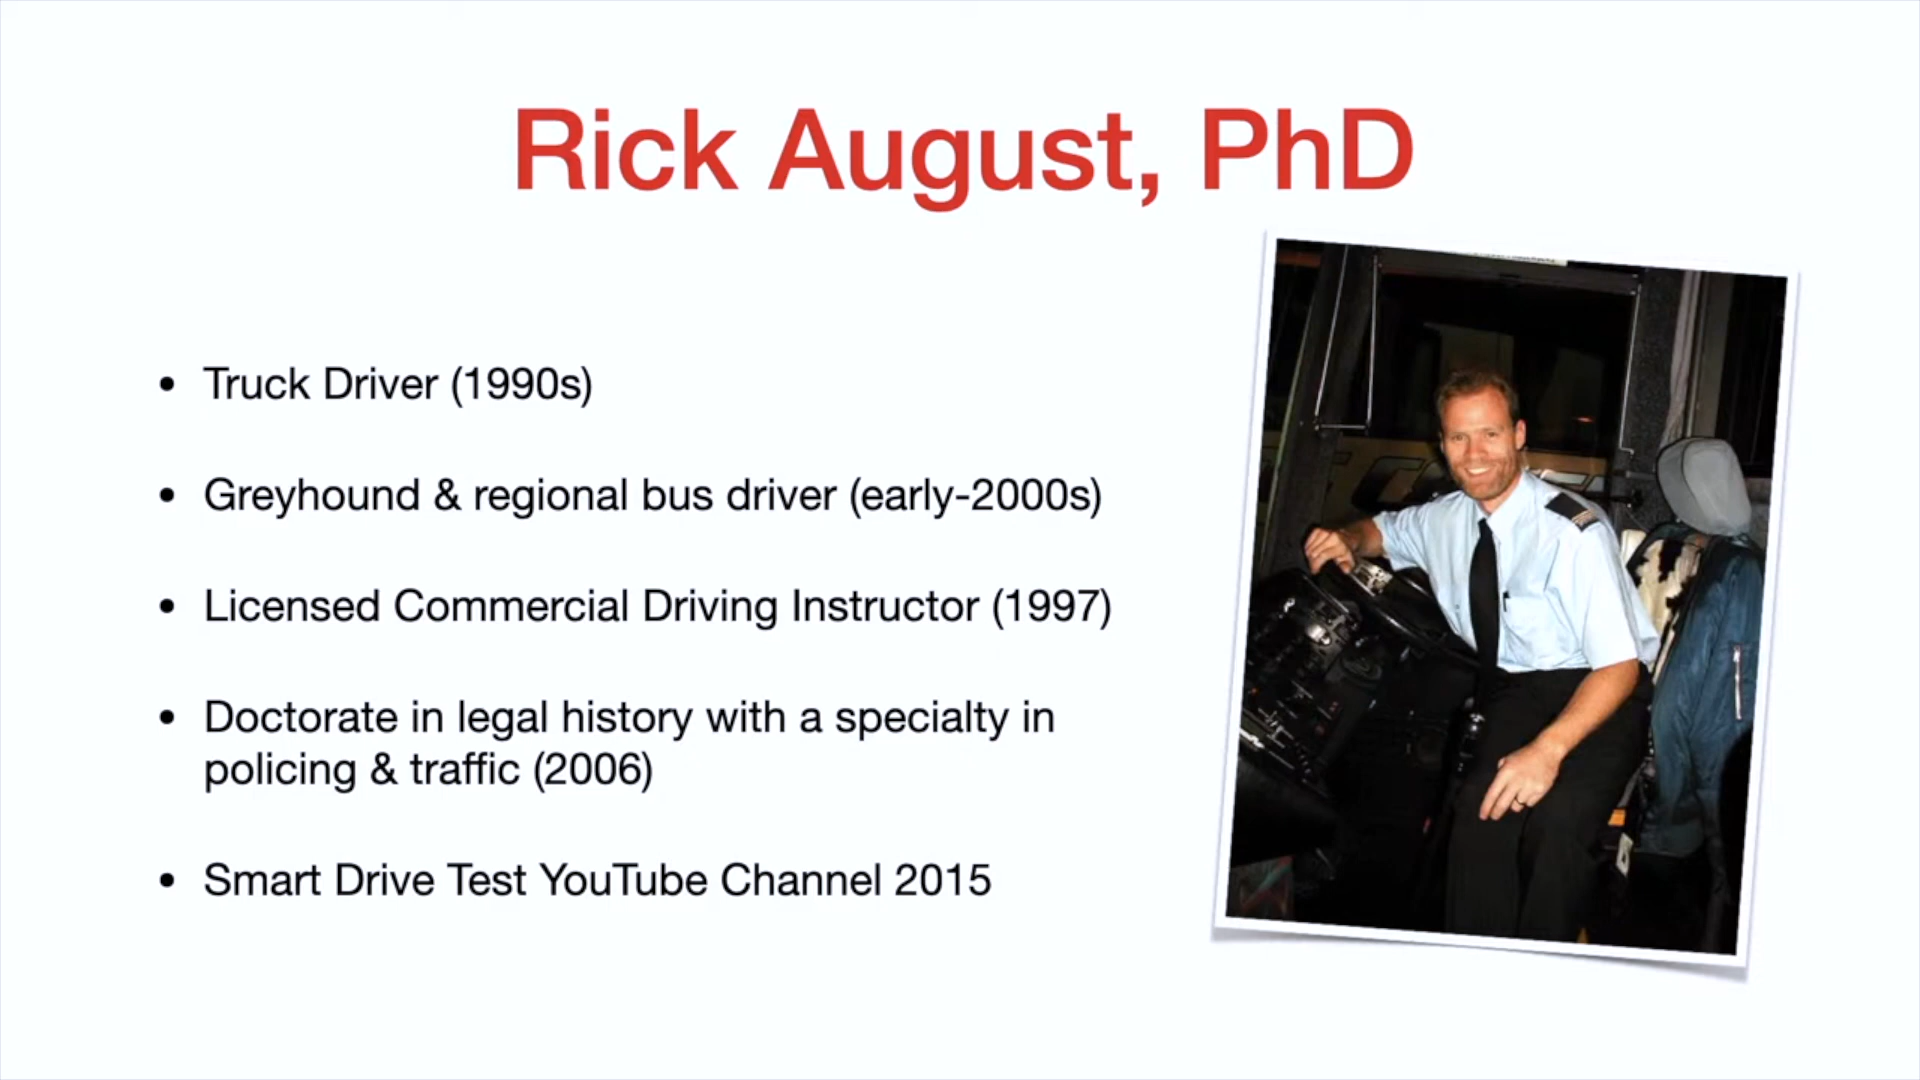 Rick August, PhD
• Truck Driver (1990s)
• Greyhound & regional bus driver (early-2000s)
• Licensed Commercial Driving Instructor (1997)
• Doctorate in legal history with a specialty in
policing & traffic (2006)
• Smart Drive Test YouTube Channel 2015